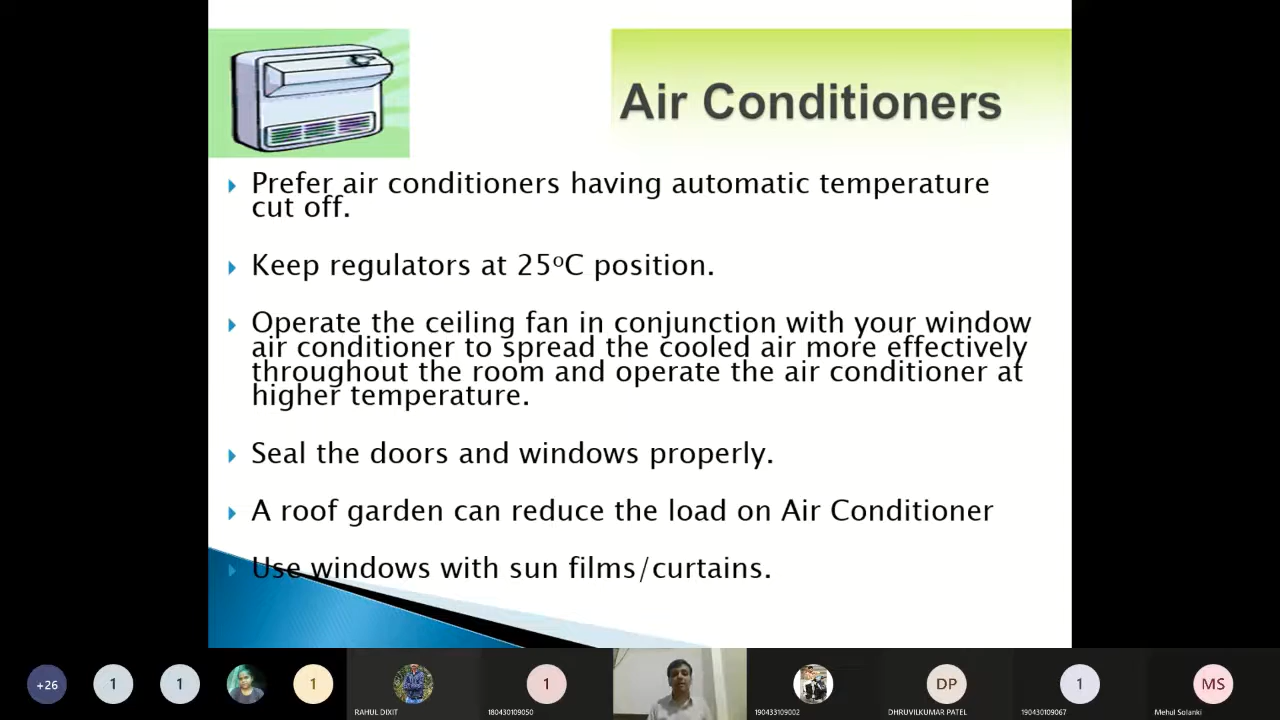 Air Conditioners
Prefer air conditioners having automatic temperature
cut off.
Keep regulators at 25ºC position.
Operate the ceiling fan in conjunction with your window
air conditioner to spread the cooled air more effectively
throughout the room and operate the air conditioner at
higher temperature.
Seal the doors and windows properly.
A roof garden can reduce the load on Air Conditioner
Use windows with sun films/curtains.
+26 1 1 1 1 DP 1 MS
RAHUL DIXIT 180430109050 190433109002 DHRUVILKUMAR PATEL 190430109067 Mehul Solanki